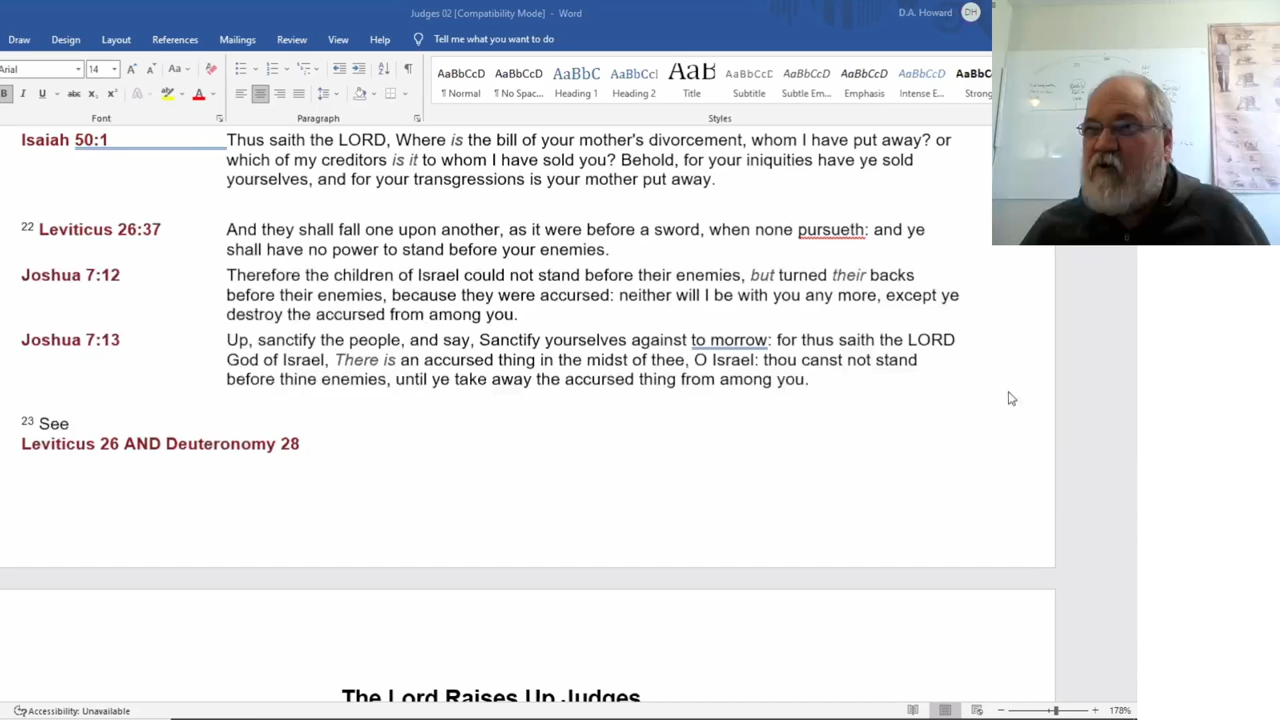 Judges 02 [Compatibility Mode] - Word
D.A. Howard DH
Draw Design Layout References Mailings Review View Help Tell me what you want to do
Arial 14 A A Aa
B I U abc x₂ x² A A
AaBbCcD AaBbCcD AaBbC AaBbCcl AaB AaBbCcD AaBbCcD AaBbCcD AaBbCcD AaBbC
¶ Normal ¶ No Spac... Heading 1 Heading 2 Title Subtitle Subtle Em... Emphasis Intense E... Strong
Font Paragraph Styles
Isaiah 50:1 Thus saith the LORD, Where is the bill of your mother's divorcement, whom I have put away? or
which of my creditors is it to whom I have sold you? Behold, for your iniquities have ye sold
yourselves, and for your transgressions is your mother put away.
22 Leviticus 26:37 And they shall fall one upon another, as it were before a sword, when none pursueth: and ye
shall have no power to stand before your enemies.
Joshua 7:12 Therefore the children of Israel could not stand before their enemies, but turned their backs
before their enemies, because they were accursed: neither will I be with you any more, except ye
destroy the accursed from among you.
Joshua 7:13 Up, sanctify the people, and say, Sanctify yourselves against to morrow: for thus saith the LORD
God of Israel, There is an accursed thing in the midst of thee, O Israel: thou canst not stand
before thine enemies, until ye take away the accursed thing from among you.
23 See
Leviticus 26 AND Deuteronomy 28
The Lord Raises Up Judges
Accessibility: Unavailable 178%